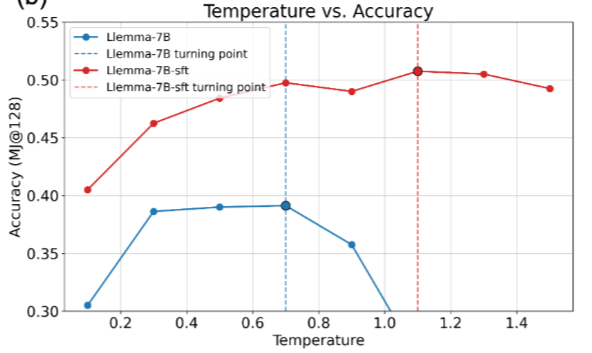 (b)
Temperature vs. Accuracy
Llemma-7B
Llemma-7B turning point
Llemma-7B-sft
Llemma-7B-sft turning point
Accuracy (MJ@128)
0.55
0.50
0.45
0.40
0.35
0.30
0.2 0.4 0.6 0.8 1.0 1.2 1.4
Temperature